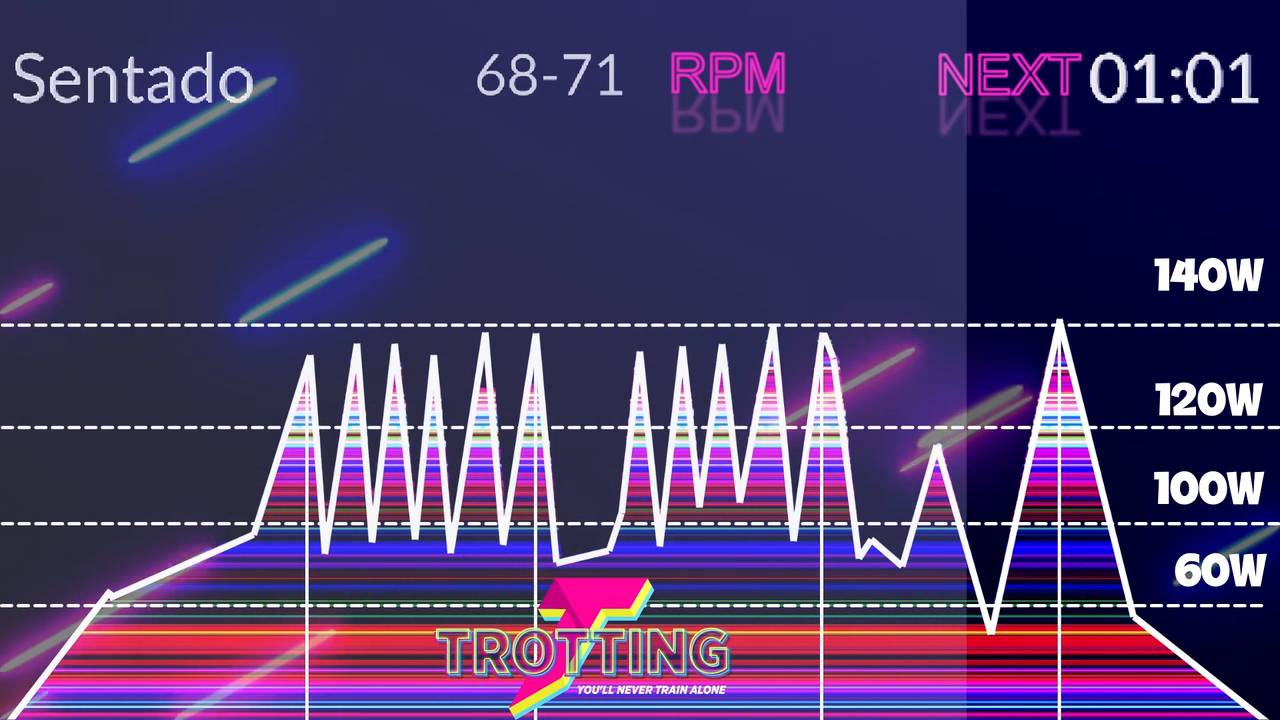 Sentado 68-71 RPM NEXT 01:01
140W
120W
100W
60W
TROTTING
YOU'LL NEVER TRAIN ALONE